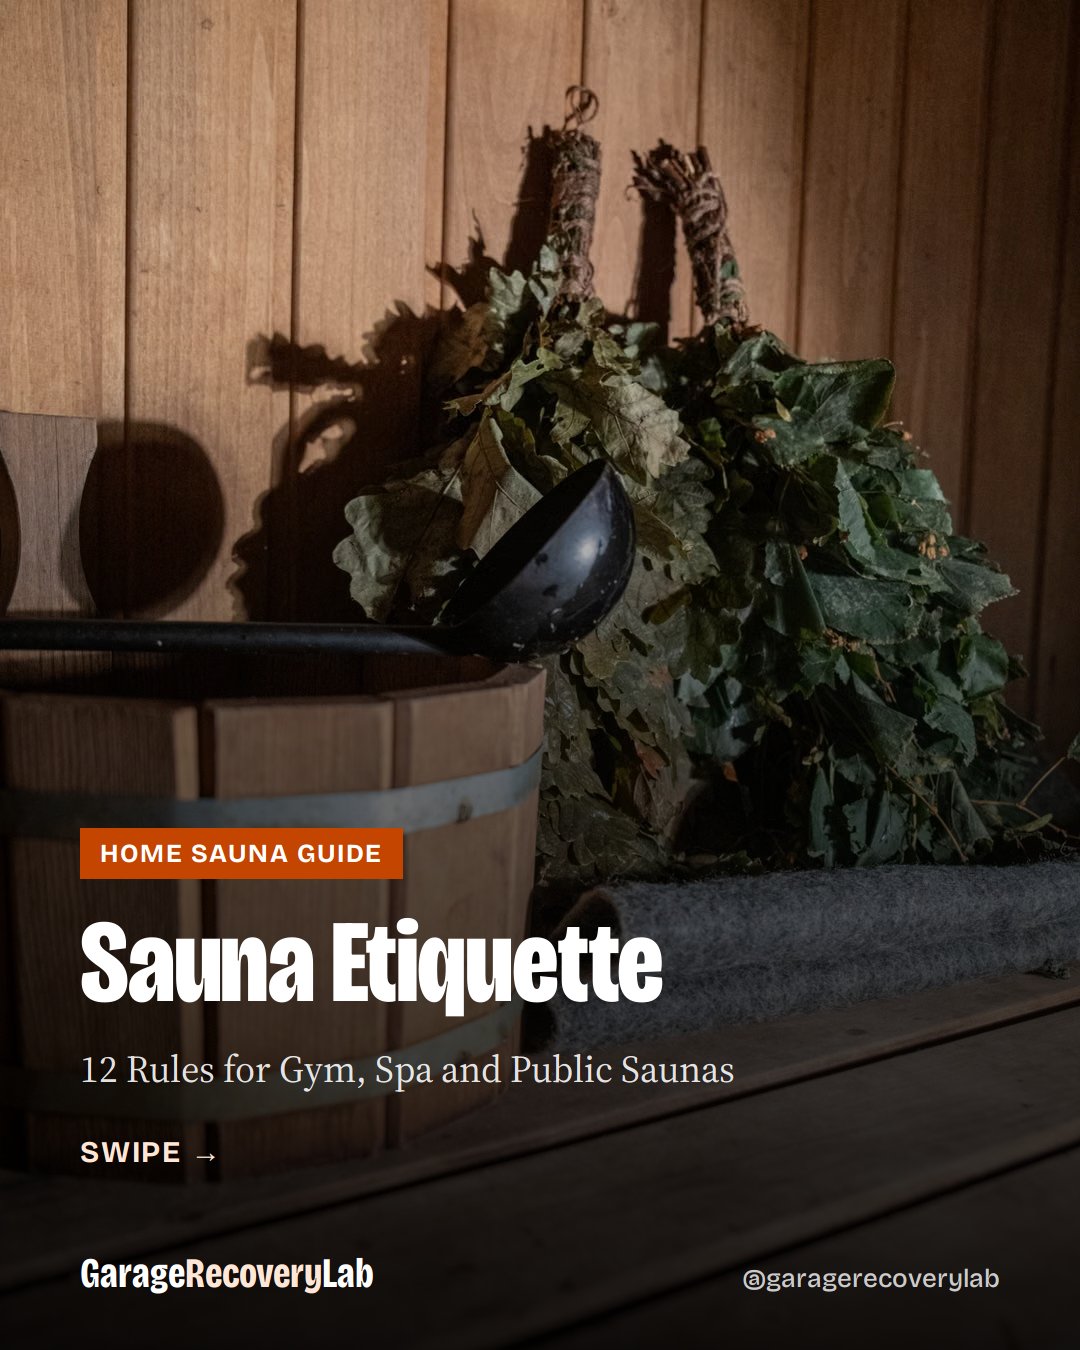 HOME SAUNA GUIDE
Sauna Etiquette
12 Rules for Gym, Spa and Public Saunas
SWIPE →
GarageRecoveryLab
@garagerecoverylab